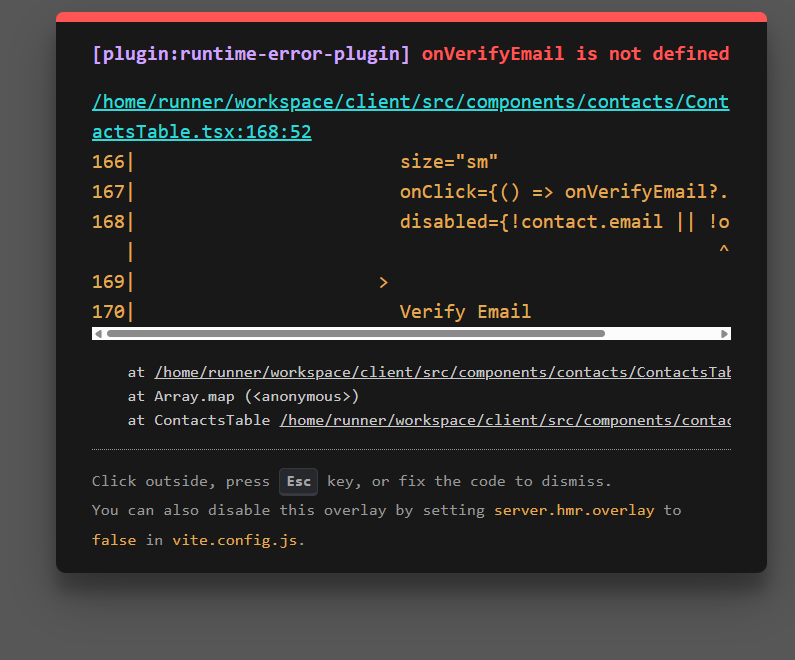 [plugin:runtime-error-plugin] onVerifyEmail is not defined
/home/runner/workspace/client/src/components/contacts/Cont
actsTable.tsx:168:52
166| size="sm"
167| onClick={() => onVerifyEmail?.
168| disabled={!contact.email || !o
| ^
169| >
170| Verify Email
at /home/runner/workspace/client/src/components/contacts/ContactsTab
at Array.map (<anonymous>)
at ContactsTable /home/runner/workspace/client/src/components/contac
Click outside, press Esc key, or fix the code to dismiss.
You can also disable this overlay by setting server.hmr.overlay to
false in vite.config.js.